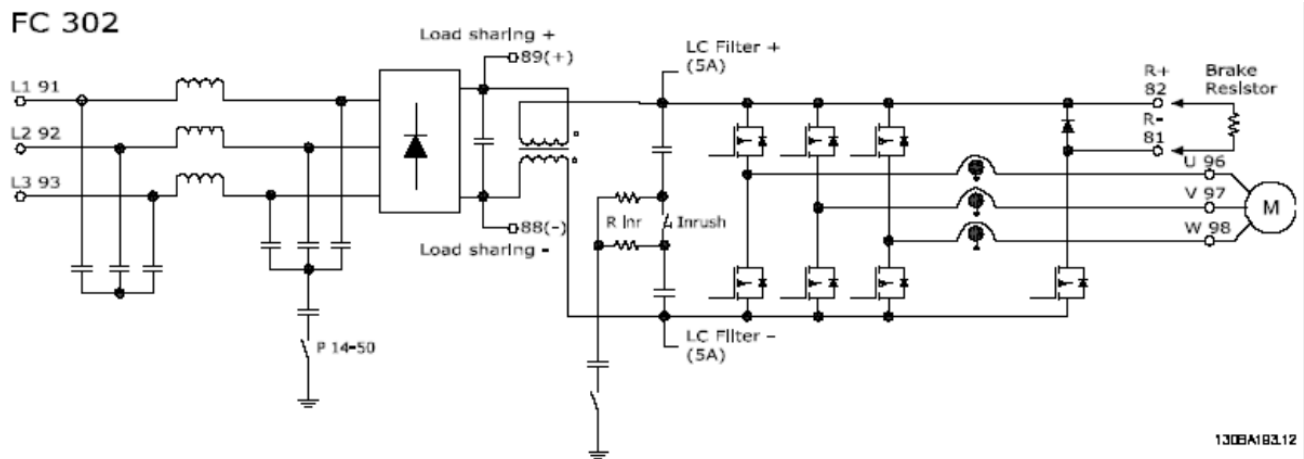 FC 302
Load sharing +
89(+)
LC Filter +
(5A)
R+
82
Brake
Resistor
L1 91
R-
81
L2 92
U 96
L3 93
V 97
M
R inr
Inrush
88(-)
W 98
Load sharing -
P 14-50
LC Filter -
(5A)
130BA193.12